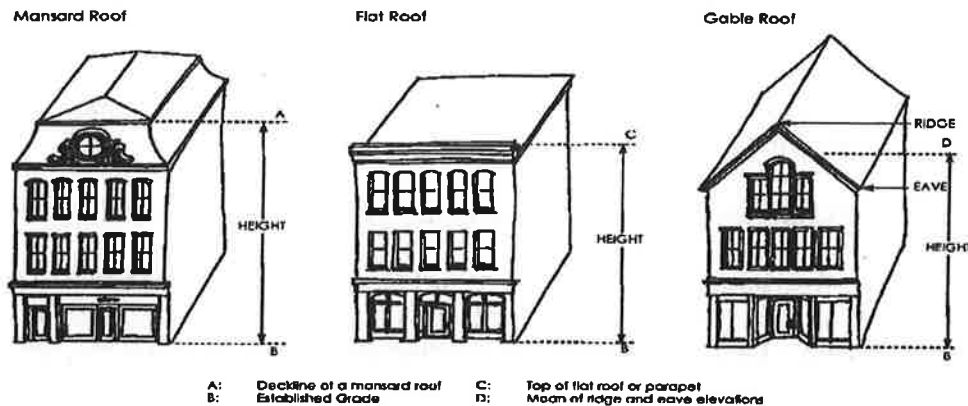 Mansard Roof
Flat Roof
Gable Roof
A
HEIGHT
B
C
HEIGHT
B
RIDGE
D
EAVE
HEIGHT
B
A: Deckline of a mansard roof
B: Established Grade
C: Top of flat roof or parapet
D: Mean of ridge and eave elevations